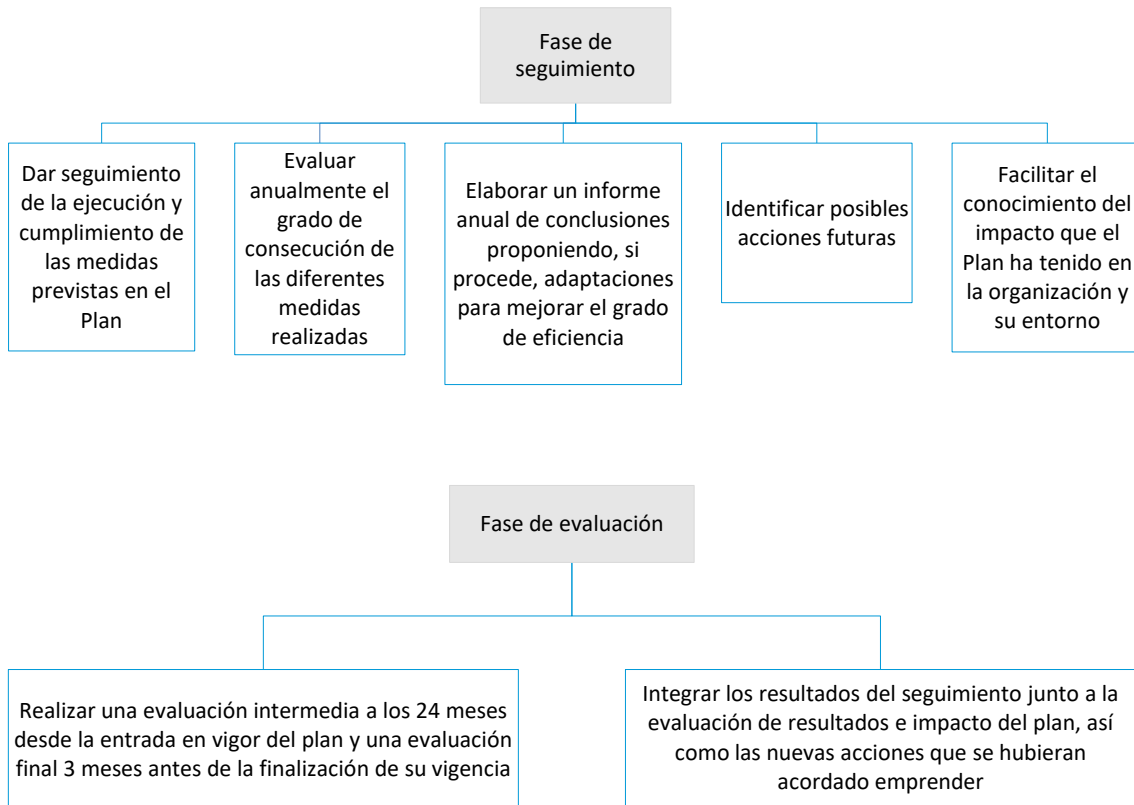 Fase de
seguimiento
Dar seguimiento
de la ejecución y
cumplimiento de
las medidas
previstas en el
Plan
Evaluar
anualmente el
grado de
consecución de
las diferentes
medidas
realizadas
Elaborar un informe
anual de conclusiones
proponiendo, si
procede, adaptaciones
para mejorar el grado
de eficiencia
Identificar posibles
acciones futuras
Facilitar el
conocimiento del
impacto que el
Plan ha tenido en
la organización y
su entorno
Fase de evaluación
Realizar una evaluación intermedia a los 24 meses
desde la entrada en vigor del plan y una evaluación
final 3 meses antes de la finalización de su vigencia
Integrar los resultados del seguimiento junto a la
evaluación de resultados e impacto del plan, así
como las nuevas acciones que se hubieran
acordado emprender